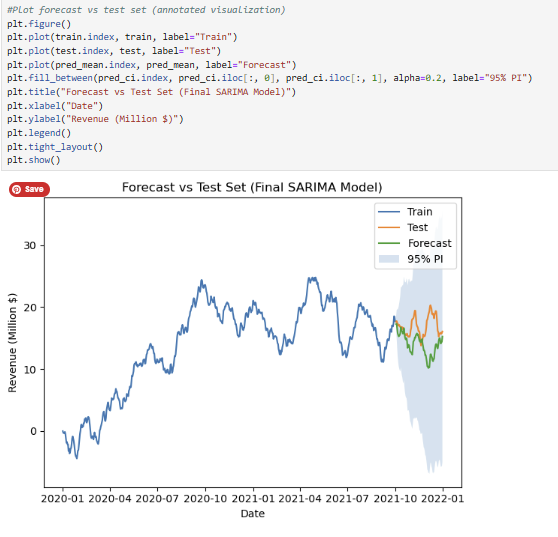 #Plot forecast vs test set (annotated visualization)
plt.figure()
plt.plot(train.index, train, label="Train")
plt.plot(test.index, test, label="Test")
plt.plot(pred_mean.index, pred_mean, label="Forecast")
plt.fill_between(pred_ci.index, pred_ci.iloc[:, 0], pred_ci.iloc[:, 1], alpha=0.2, label="95% PI")
plt.title("Forecast vs Test Set (Final SARIMA Model)")
plt.xlabel("Date")
plt.ylabel("Revenue (Million $)")
plt.legend()
plt.tight_layout()
plt.show()
Save
Forecast vs Test Set (Final SARIMA Model)
Train
Test
Forecast
95% PI
30
20
10
0
Revenue (Million $)
2020-01 2020-04 2020-07 2020-10 2021-01 2021-04 2021-07 2021-10 2022-01
Date